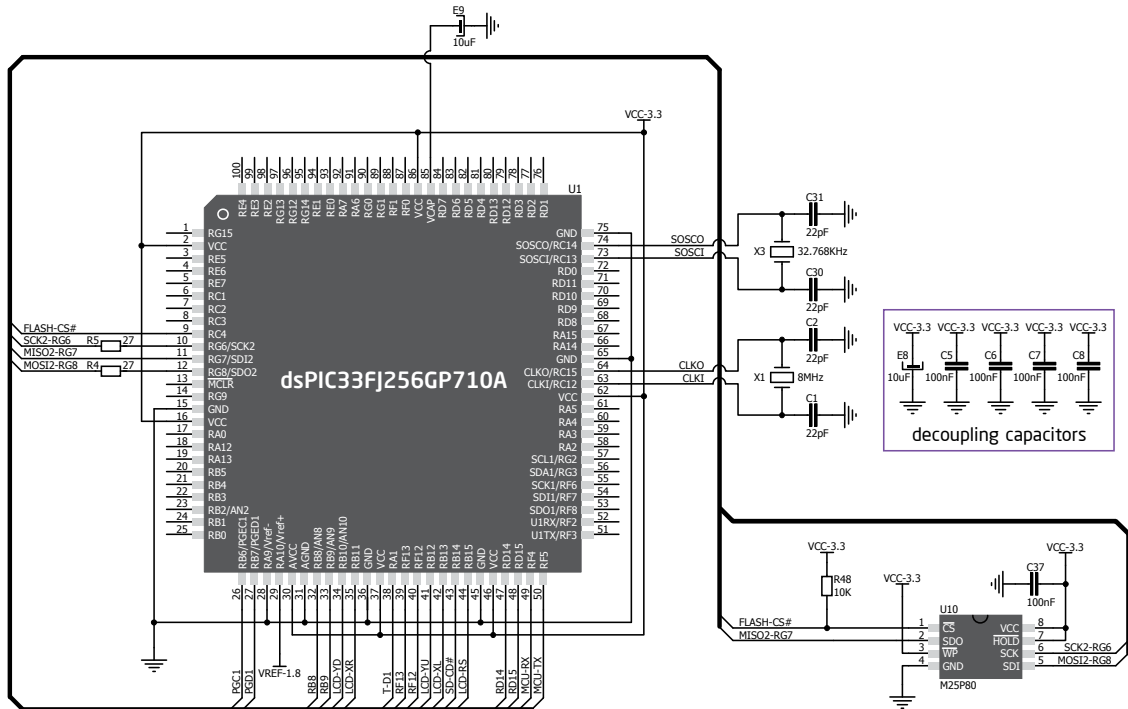 E9
10uF
VCC-3.3
100 99 98 97 96 95 94 93 92 91 90 89 88 87 86 85 84 83 82 81 80 79 78 77 76
RE4 RE3 RE2 RG13 RG12 RG14 RE1 RE0 RA7 RA6 RG0 RG1 RF1 RF0 VCC VCAP RD7 RD6 RD5 RD4 RD13 RD12 RD3 RD2 RD1
U1
dsPIC33FJ256GP710A
1 RG15
2 VCC
3 RE5
4 RE6
5 RE7
6 RC1
7 RC2
8 RC3
FLASH-CS# 9 RC4
SCK2-RG6 R5 27 10 RG6/SCK2
MISO2-RG7 11 RG7/SDI2
MOSI2-RG8 R4 27 12 RG8/SDO2
13 MCLR
14 RG9
15 GND
16 VCC
17 RA0
18 RA12
19 RA13
20 RB5
21 RB4
22 RB3
23 RB2/AN2
24 RB1
25 RB0
GND 75
SOSCO/RC14 74 SOSCO
SOSCI/RC13 73 SOSCI
RD0 72
RD11 71
RD10 70
RD9 69
RD8 68
RA15 67
RA14 66
GND 65
CLKO/RC15 64 CLKO
CLKI/RC12 63 CLKI
VCC 62
RA5 61
RA4 60
RA3 59
RA2 58
SCL1/RG2 57
SDA1/RG3 56
SCK1/RF6 55
SDI1/RF7 54
SDO1/RF8 53
U1RX/RF2 52
U1TX/RF3 51
RB6/PGEC1 RB7/PGED1 RA9/Vref- RA10/Vref+ AVCC AGND RB8/AN8 RB9/AN9 RB10/AN10 RB11 GND VCC RA1 RF13 RF12 RB12 RB13 RB14 RB15 GND VCC RD14 RD15 RF4 RF5
26 27 28 29 30 31 32 33 34 35 36 37 38 39 40 41 42 43 44 45 46 47 48 49 50
VREF-1.8
PGC1 PGD1 RB8 RB9 LCD-YD LCD-XR T-D1 RF13 RF12 LCD-YU LCD-XL SD-CD# LCD-RS RD14 RD15 MCU-RX MCU-TX
C31
22pF
X3 32.768KHz
C30
22pF
C2
22pF
X1 8MHz
C1
22pF
VCC-3.3 VCC-3.3 VCC-3.3 VCC-3.3 VCC-3.3
E8 C5 C6 C7 C8
10uF 100nF 100nF 100nF 100nF
decoupling capacitors
VCC-3.3
R48
10K
VCC-3.3
VCC-3.3
C37
100nF
U10
FLASH-CS# 1 CS VCC 8
MISO2-RG7 2 SDO HOLD 7
3 WP SCK 6 SCK2-RG6
4 GND SDI 5 MOSI2-RG8
M25P80